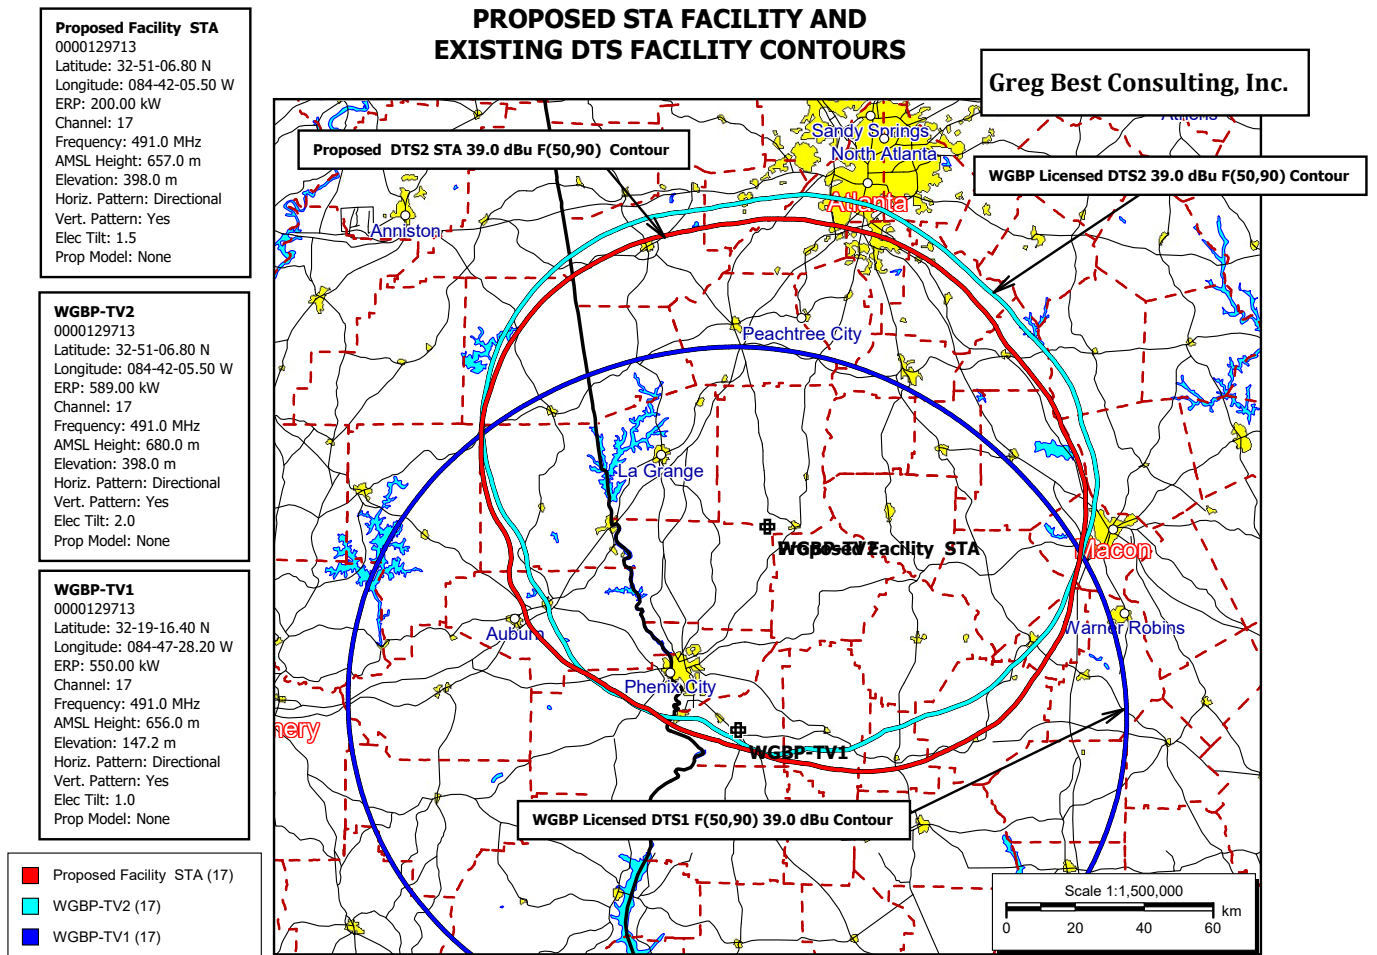 PROPOSED STA FACILITY AND
EXISTING DTS FACILITY CONTOURS
Greg Best Consulting, Inc.
Proposed Facility STA
0000129713
Latitude: 32-51-06.80 N
Longitude: 084-42-05.50 W
ERP: 200.00 kW
Channel: 17
Frequency: 491.0 MHz
AMSL Height: 657.0 m
Elevation: 398.0 m
Horiz. Pattern: Directional
Vert. Pattern: Yes
Elec Tilt: 1.5
Prop Model: None
WGBP-TV2
0000129713
Latitude: 32-51-06.80 N
Longitude: 084-42-05.50 W
ERP: 589.00 kW
Channel: 17
Frequency: 491.0 MHz
AMSL Height: 680.0 m
Elevation: 398.0 m
Horiz. Pattern: Directional
Vert. Pattern: Yes
Elec Tilt: 2.0
Prop Model: None
WGBP-TV1
0000129713
Latitude: 32-19-16.40 N
Longitude: 084-47-28.20 W
ERP: 550.00 kW
Channel: 17
Frequency: 491.0 MHz
AMSL Height: 656.0 m
Elevation: 147.2 m
Horiz. Pattern: Directional
Vert. Pattern: Yes
Elec Tilt: 1.0
Prop Model: None
Proposed Facility STA (17)
WGBP-TV2 (17)
WGBP-TV1 (17)
Proposed DTS2 STA 39.0 dBu F(50,90) Contour
WGBP Licensed DTS2 39.0 dBu F(50,90) Contour
Sandy Springs
North Atlanta
Atlanta
Anniston
Peachtree City
La Grange
WGBP-TV2
Proposed Facility STA
Macon
Auburn
Warner Robins
Phenix City
nery
WGBP-TV1
WGBP Licensed DTS1 F(50,90) 39.0 dBu Contour
Scale 1:1,500,000
0 20 40 60 km